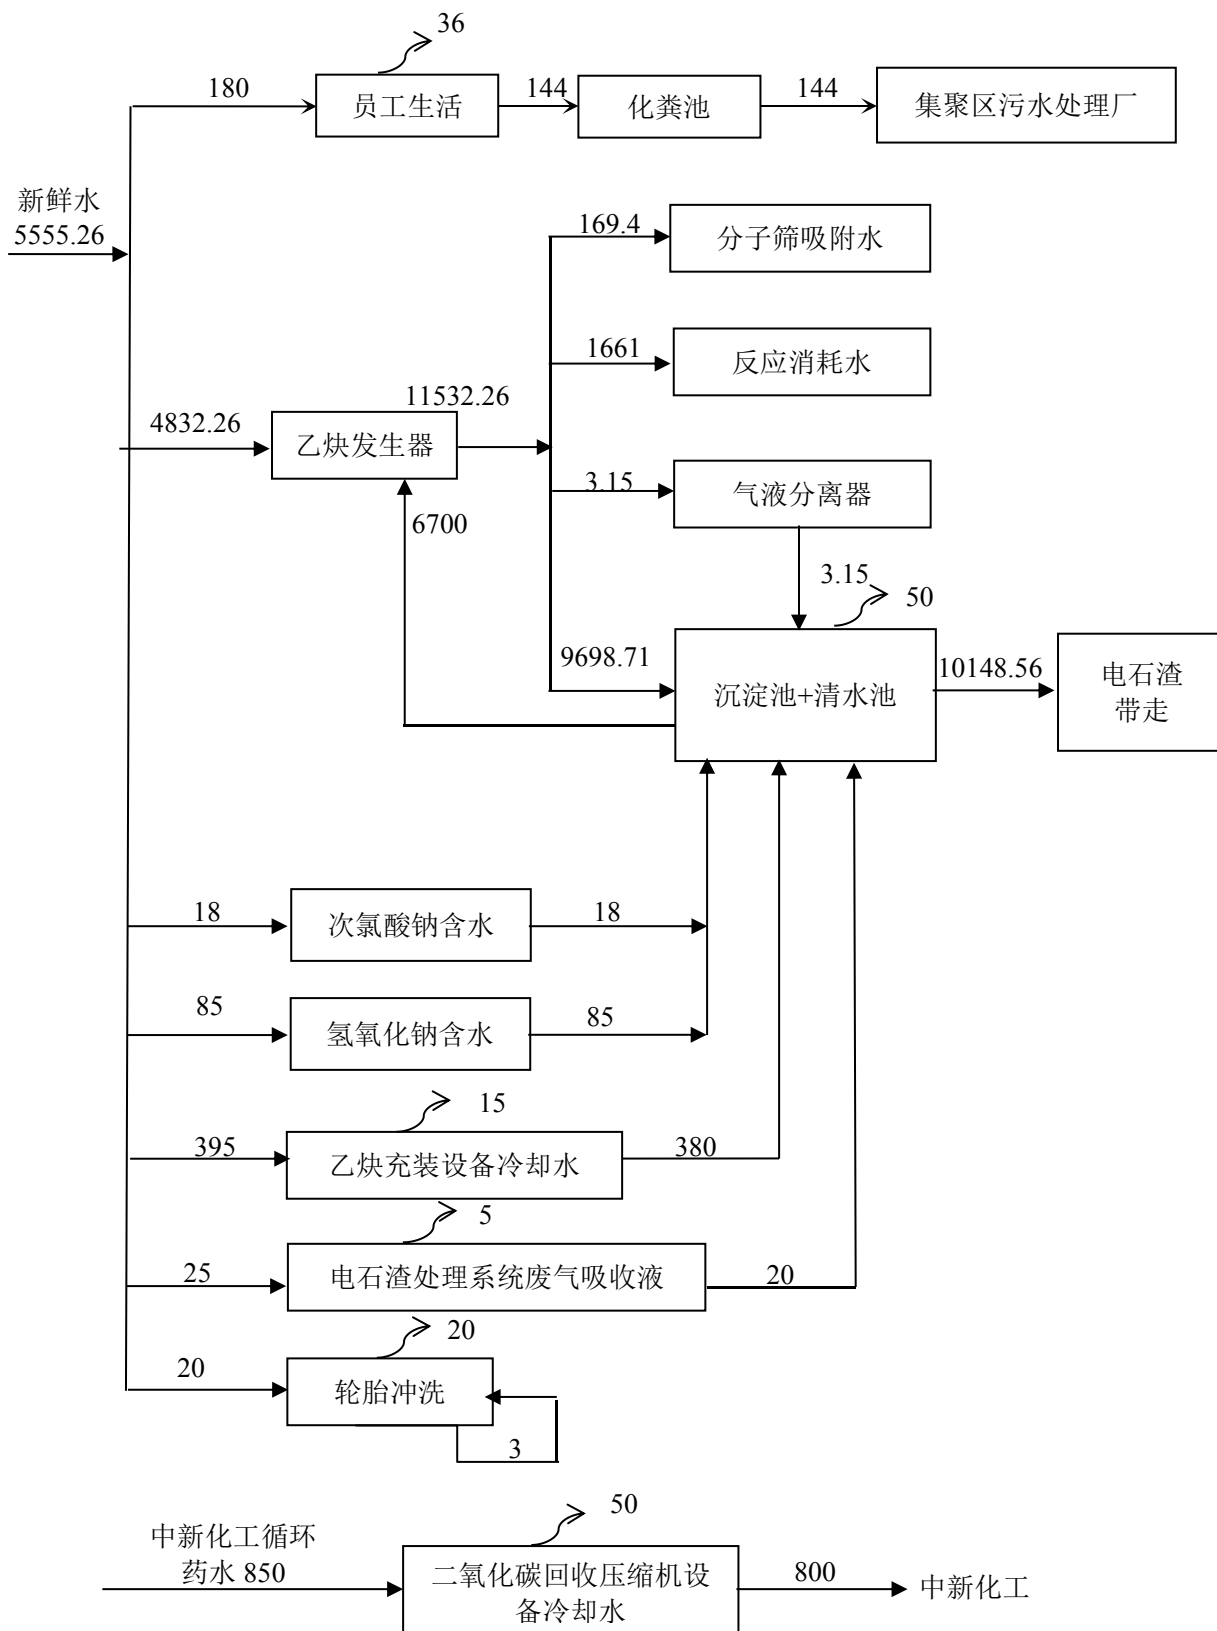 36
180
员工生活
144
化粪池
144
集聚区污水处理厂
新鲜水
5555.26
169.4
分子筛吸附水
1661
反应消耗水
4832.26
乙炔发生器
11532.26
3.15
气液分离器
6700
3.15
50
9698.71
沉淀池+清水池
10148.56
电石渣
带走
18
次氯酸钠含水
18
85
氢氧化钠含水
85
15
395
乙炔充装设备冷却水
380
5
25
电石渣处理系统废气吸收液
20
20
20
轮胎冲洗
3
50
中新化工循环
药水 850
二氧化碳回收压缩机设
备冷却水
800
中新化工